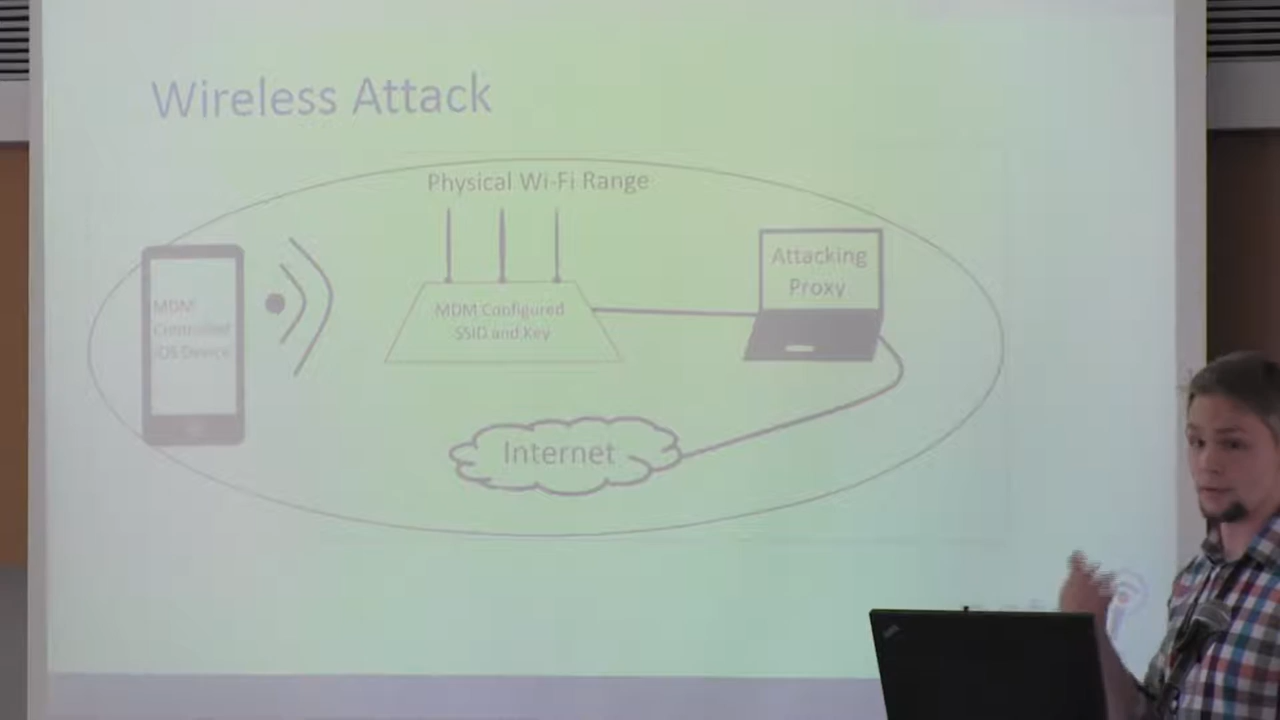 Wireless Attack
Physical Wi-Fi Range
Attacking
Proxy
MDM
Controlled
iOS Device
MDM Configured
SSID and Key
Internet